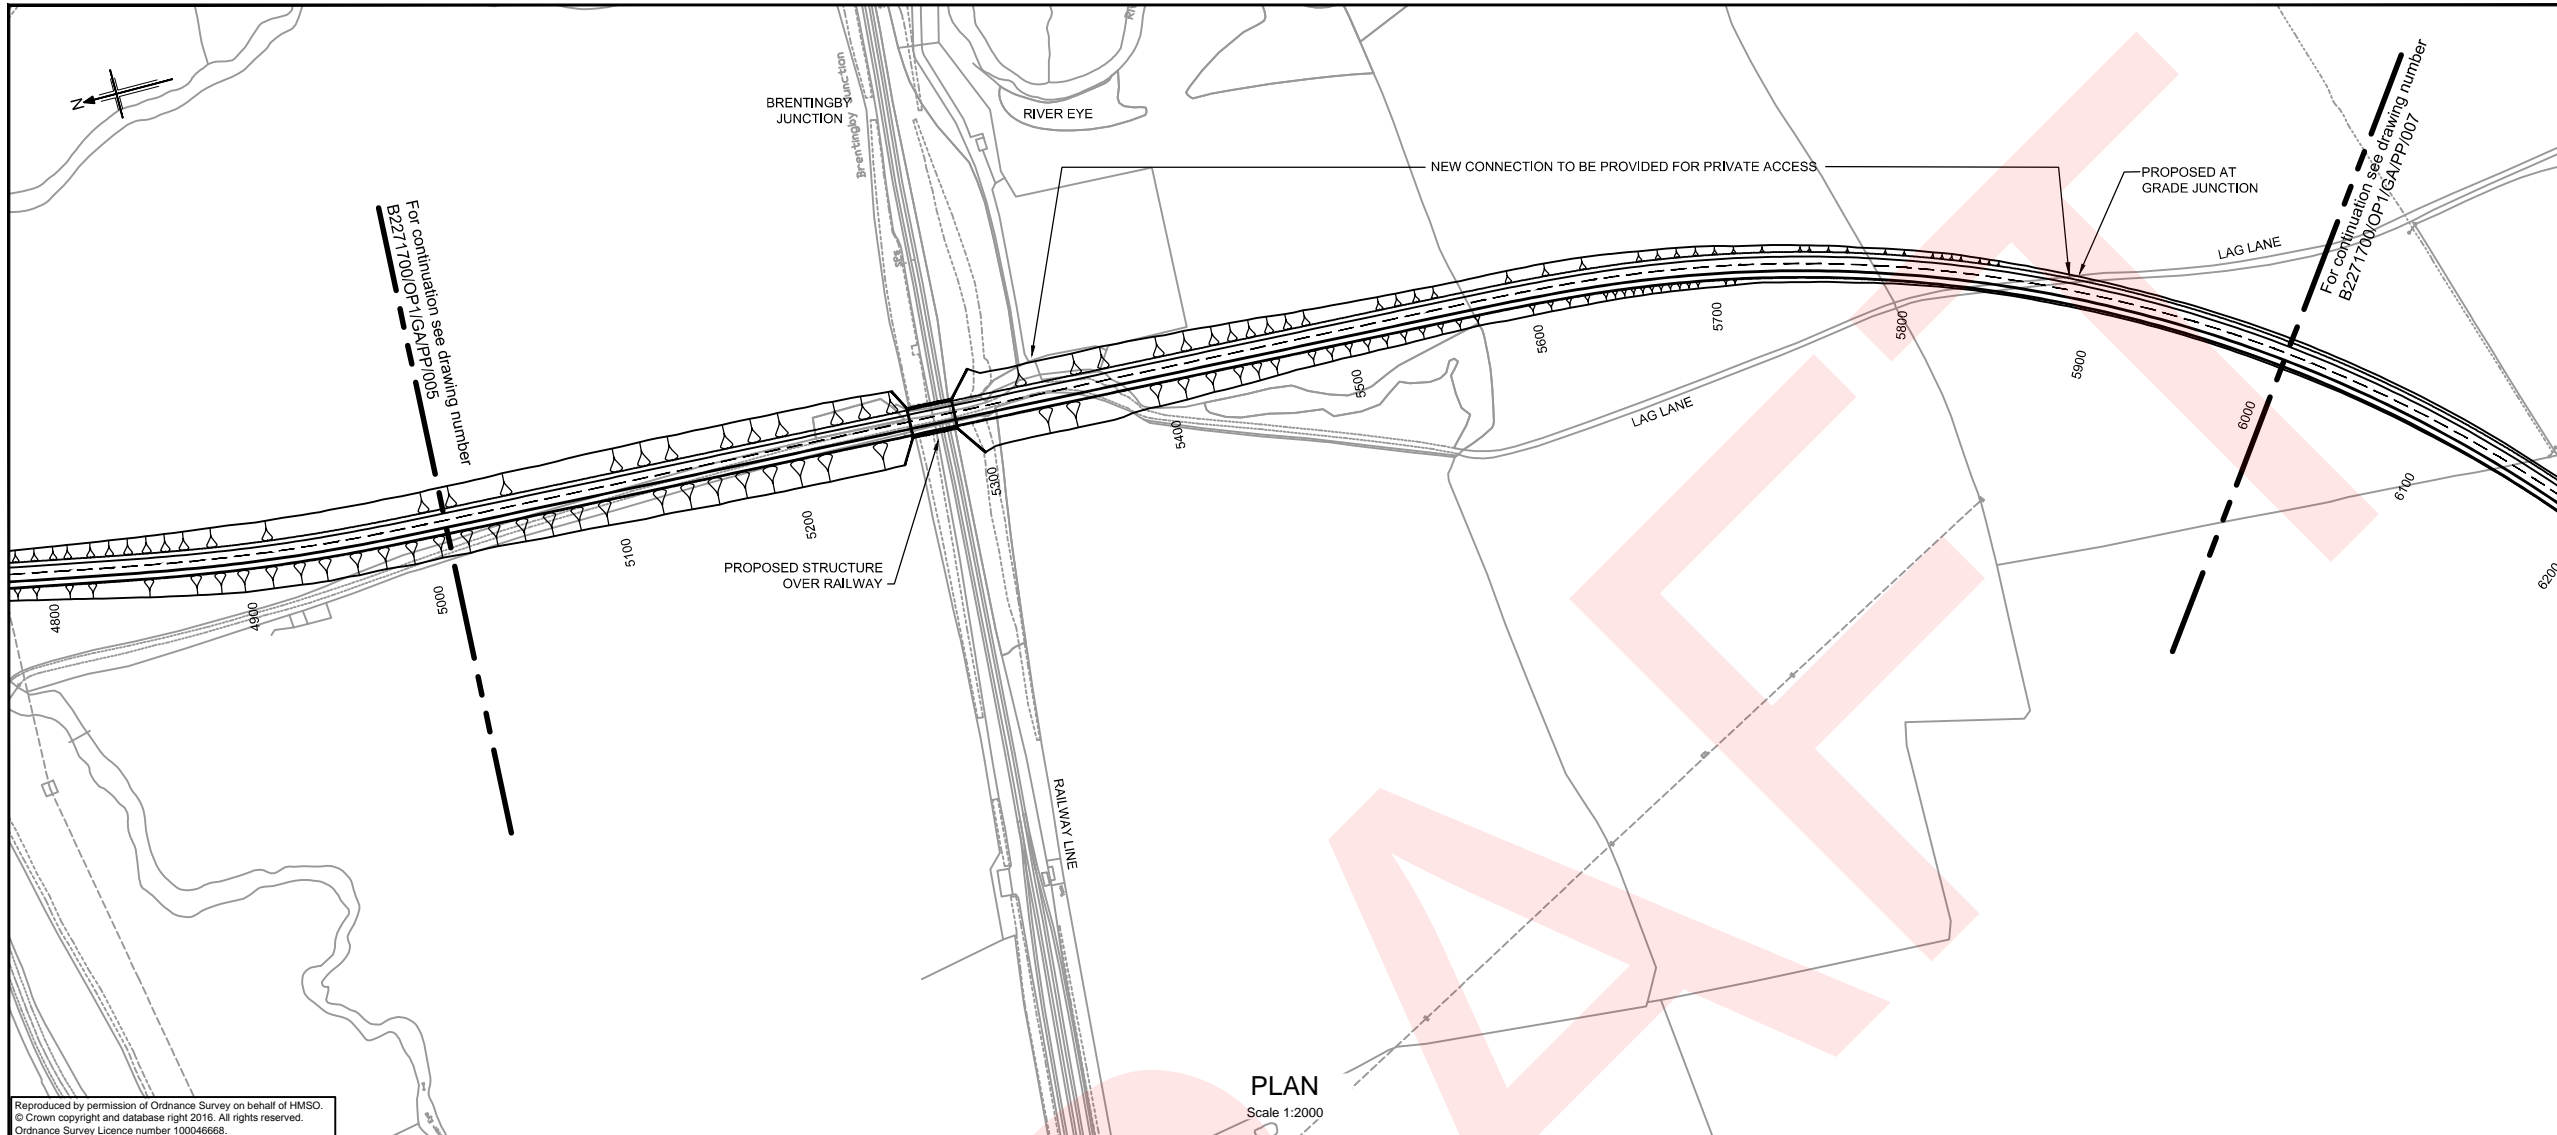 N
BRENTINGBY
JUNCTION
Brentingby Junction
RIVER EYE
NEW CONNECTION TO BE PROVIDED FOR PRIVATE ACCESS
PROPOSED AT
GRADE JUNCTION
For continuation see drawing number
B2271700/OP1/GA/PP/005
For continuation see drawing number
B2271700/OP1/GA/PP/007
LAG LANE
LAG LANE
PROPOSED STRUCTURE
OVER RAILWAY
RAILWAY LINE
4800
4900
5000
5100
5200
5300
5400
5500
5600
5700
5800
5900
6000
6100
6200
PLAN
Scale 1:2000
Reproduced by permission of Ordnance Survey on behalf of HMSO.
© Crown copyright and database right 2016. All rights reserved.
Ordnance Survey Licence number 100046668.